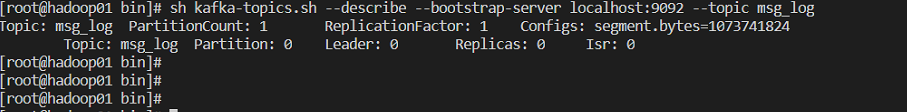 [root@hadoop01 bin]# sh kafka-topics.sh --describe --bootstrap-server localhost:9092 --topic msg_log
Topic: msg_log PartitionCount: 1 ReplicationFactor: 1 Configs: segment.bytes=1073741824
Topic: msg_log Partition: 0 Leader: 0 Replicas: 0 Isr: 0
[root@hadoop01 bin]#
[root@hadoop01 bin]#
[root@hadoop01 bin]#